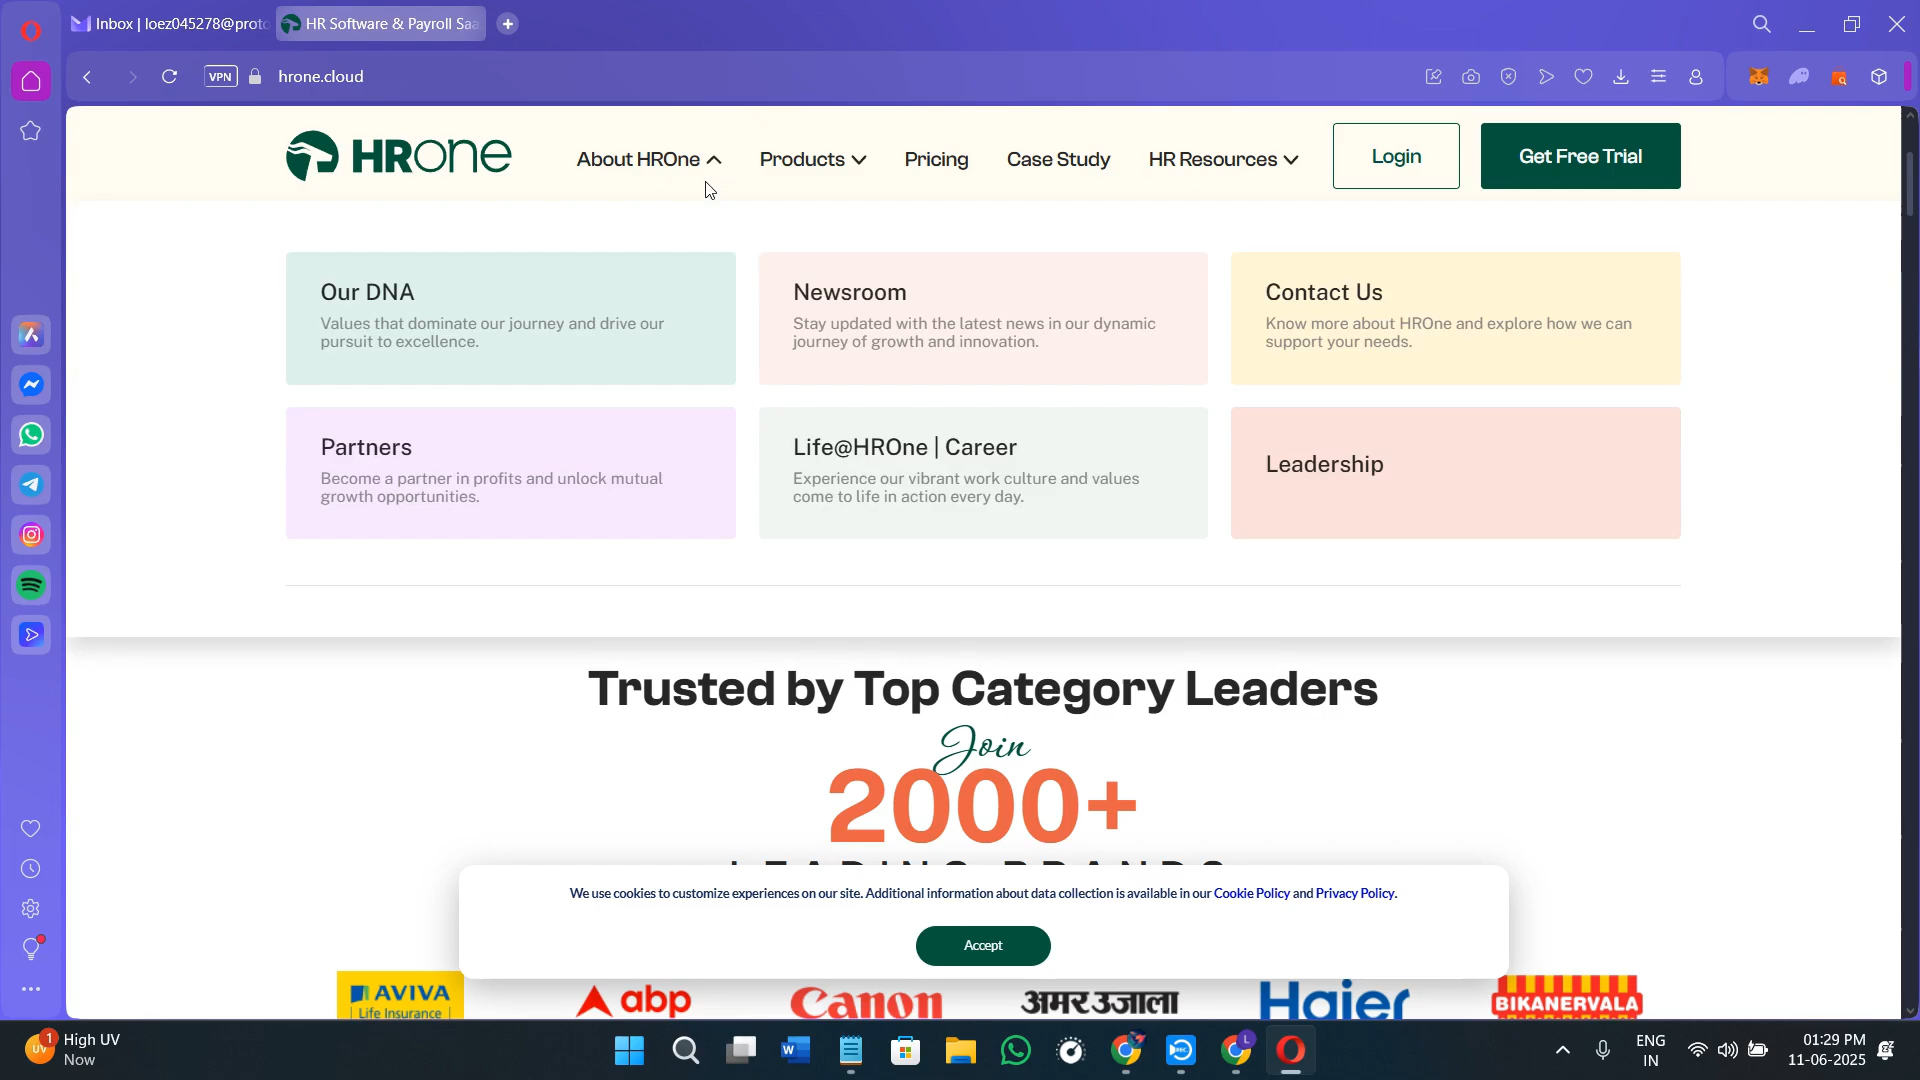 Inbox | loez045278@proto
HR Software & Payroll Saa
VPN
hrone.cloud
HRONE
About HROne
Products
Pricing
Case Study
HR Resources
Login
Get Free Trial
Our DNA
Values that dominate our journey and drive our
pursuit to excellence.
Newsroom
Stay updated with the latest news in our dynamic
journey of growth and innovation.
Contact Us
Know more about HROne and explore how we can
support your needs.
Partners
Become a partner in profits and unlock mutual
growth opportunities.
Life@HROne | Career
Experience our vibrant work culture and values
come to life in action every day.
Leadership
Trusted by Top Category Leaders
Join
2000+
LEADING BRANDS
We use cookies to customize experiences on our site. Additional information about data collection is available in our Cookie Policy and Privacy Policy.
Accept
AVIVA
Life Insurance
abp
Canon
अमर उजाला
Haier
BIKANERVALA
UV
1
High UV
Now
W
L
ENG
IN
01:29 PM
11-06-2025